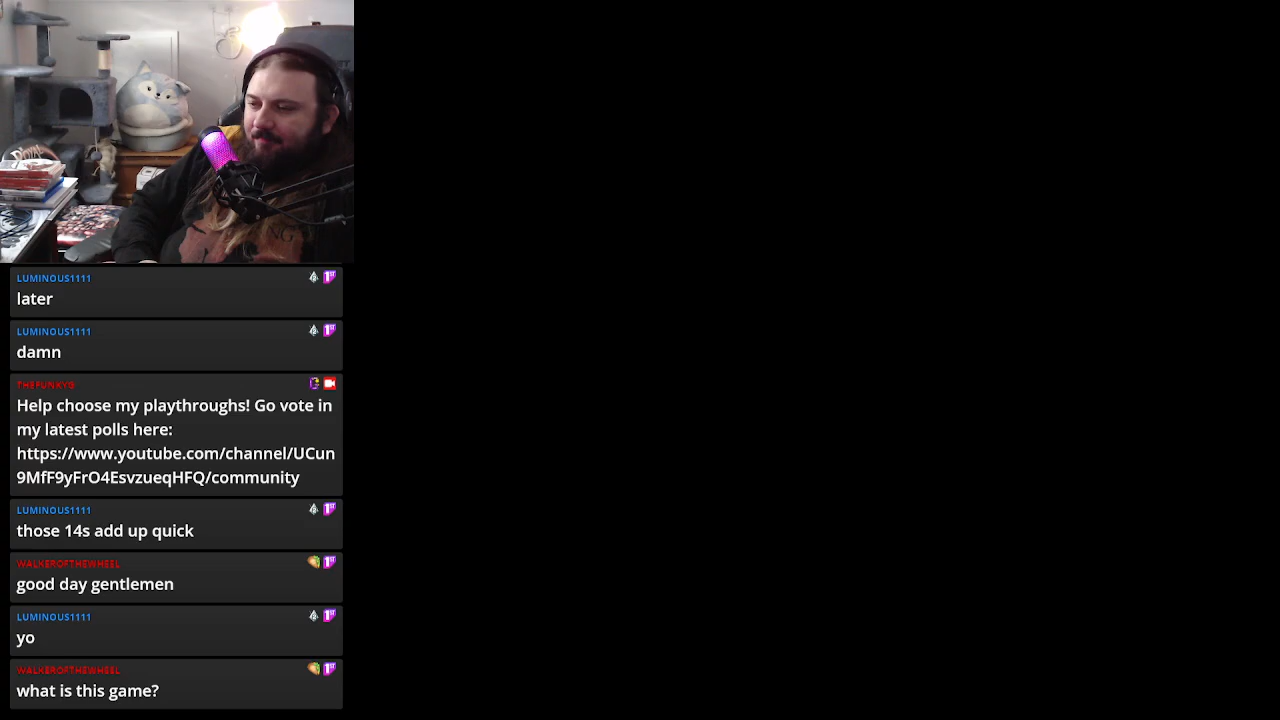 LUMINOUS1111
later
LUMINOUS1111
damn
THEFUNKYG
Help choose my playthroughs! Go vote in
my latest polls here:
https://www.youtube.com/channel/UCun
9MfF9yFrO4EsvzueqHFQ/community
LUMINOUS1111
those 14s add up quick
WALKEROFTHEWHEEL
good day gentlemen
LUMINOUS1111
yo
WALKEROFTHEWHEEL
what is this game?